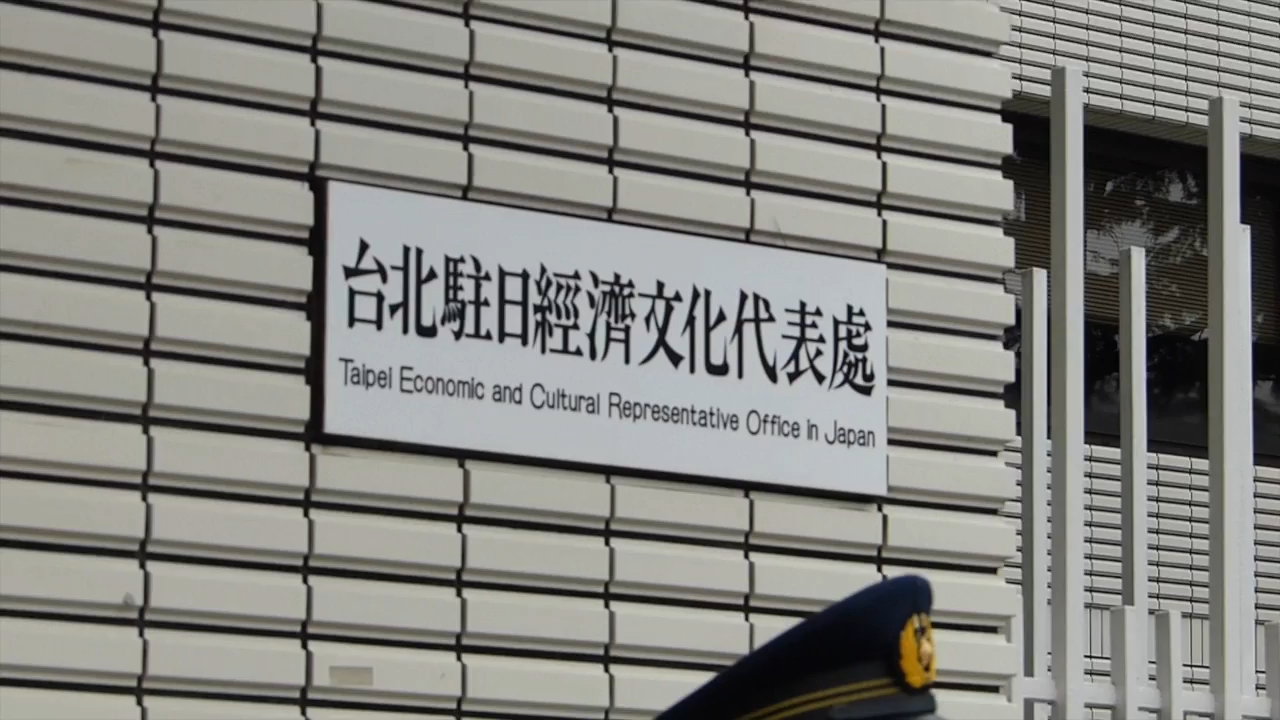 台北駐日經濟文化代表處
Taipei Economic and Cultural Representative Office in Japan